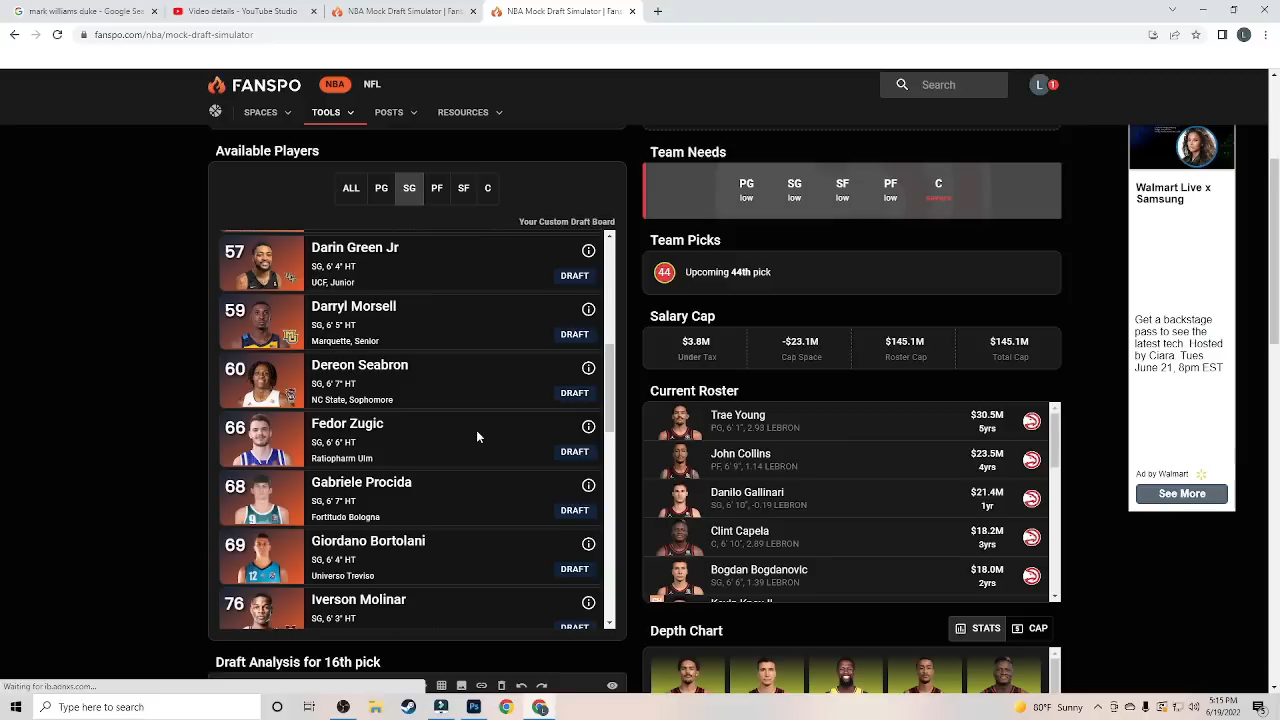 mark williams duke - Google Sea
Video details - YouTube Studio
NBA Mock Draft Simulator | Fans
NBA Mock Draft Simulator | Fans
fanspo.com/nba/mock-draft-simulator
L
FANSPO
NBA
NFL
Search
L
1
SPACES
TOOLS
POSTS
RESOURCES
Available Players
ALL
PG
SG
PF
SF
C
Your Custom Draft Board
57
Darin Green Jr
SG, 6' 4" HT
UCF, Junior
DRAFT
59
Darryl Morsell
SG, 6' 5" HT
Marquette, Senior
DRAFT
60
Dereon Seabron
SG, 6' 7" HT
NC State, Sophomore
DRAFT
66
Fedor Zugic
SG, 6' 6" HT
Ratiopharm Ulm
DRAFT
68
Gabriele Procida
SG, 6' 7" HT
Fortitudo Bologna
DRAFT
69
Giordano Bortolani
SG, 6' 4" HT
Universo Treviso
DRAFT
76
Iverson Molinar
SG, 6' 3" HT
DRAFT
Draft Analysis for 16th pick
Team Needs
PG
low
SG
low
SF
low
PF
low
C
Team Picks
44
Upcoming 44th pick
Salary Cap
$3.8M
Under Tax
-$23.1M
Cap Space
$145.1M
Roster Cap
$145.1M
Total Cap
Current Roster
Trae Young
PG, 6' 1", 2.93 LEBRON
$30.5M
5yrs
John Collins
PF, 6' 9", 1.14 LEBRON
$23.5M
4yrs
Danilo Gallinari
SG, 6' 10", -0.19 LEBRON
$21.4M
1yr
Clint Capela
C, 6' 10", 2.89 LEBRON
$18.2M
3yrs
Bogdan Bogdanovic
SG, 6' 6", 1.39 LEBRON
$18.0M
2yrs
Depth Chart
STATS
CAP
Walmart Live x
Samsung
Get a backstage
pass to see the
latest tech. Hosted
by Ciara. Tues
June 21, 8pm EST
Ad by Walmart
See More
Waiting for ib.adnxs.com...
Type here to search
80°F Sunny
5:15 PM
6/19/2022